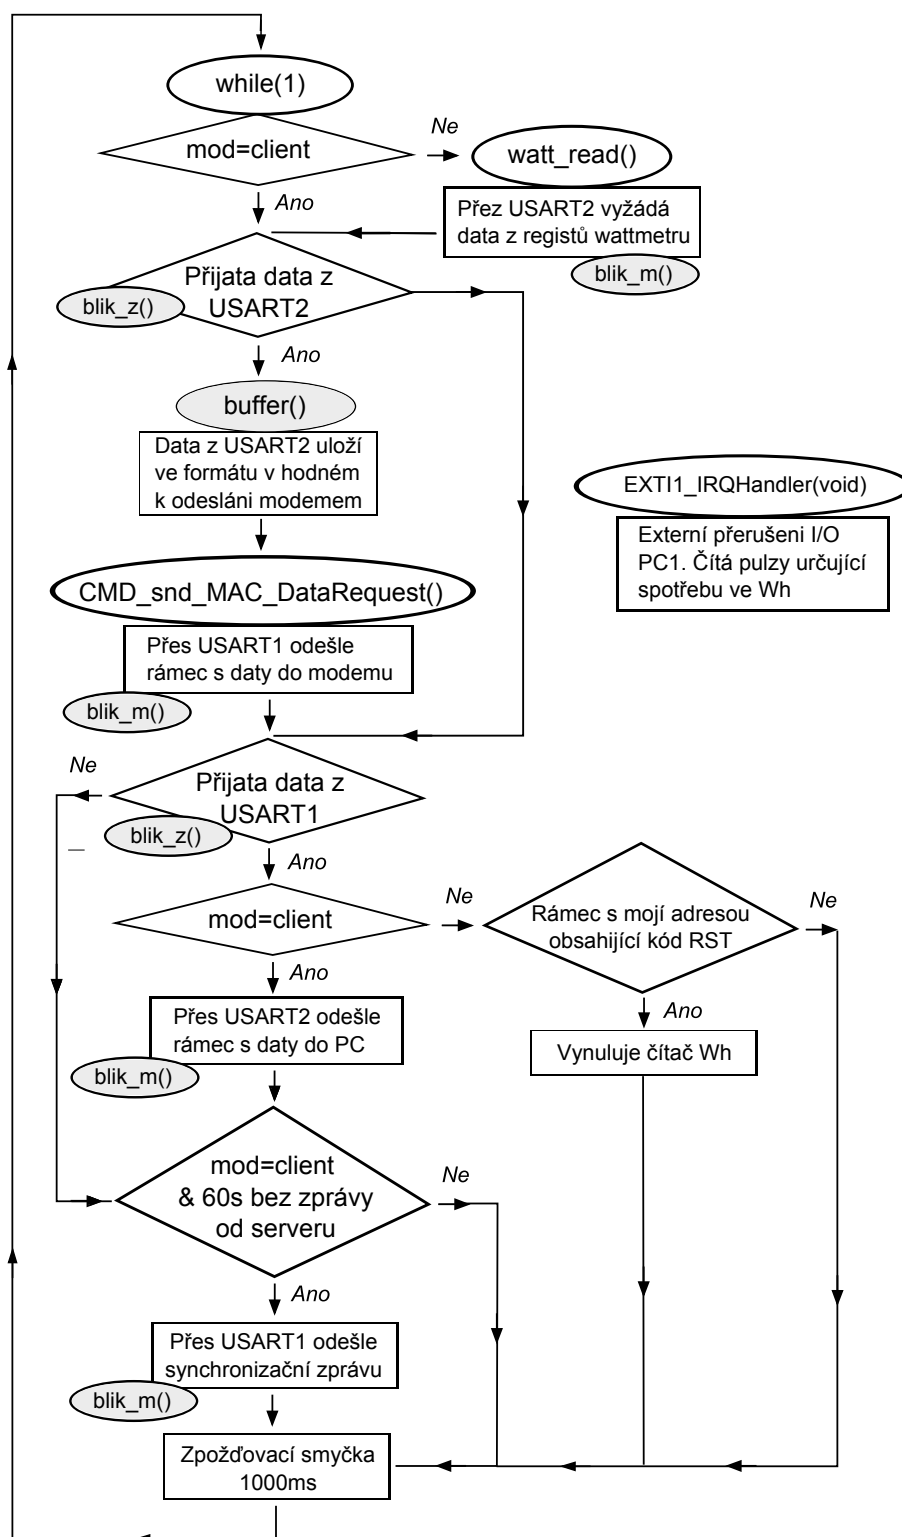 while(1)
mod=client
Ne
watt_read()
Ano
Přez USART2 vyžádá
data z registů wattmetru
blik_m()
Přijata data z
USART2
blik_z()
Ano
buffer()
Data z USART2 uloží
ve formátu v hodném
k odesláni modemem
EXTI1_IRQHandler(void)
Externí přerušeni I/O
PC1. Čítá pulzy určující
spotřebu ve Wh
CMD_snd_MAC_DataRequest()
Přes USART1 odešle
rámec s daty do modemu
blik_m()
Ne
Přijata data z
USART1
blik_z()
Ano
mod=client
Ne
Rámec s mojí adresou
obsahijící kód RST
Ne
Ano
Ano
Přes USART2 odešle
rámec s daty do PC
blik_m()
Vynuluje čítač Wh
mod=client
& 60s bez zprávy
od serveru
Ne
Ano
Přes USART1 odešle
synchronizační zprávu
blik_m()
Zpožďovací smyčka
1000ms